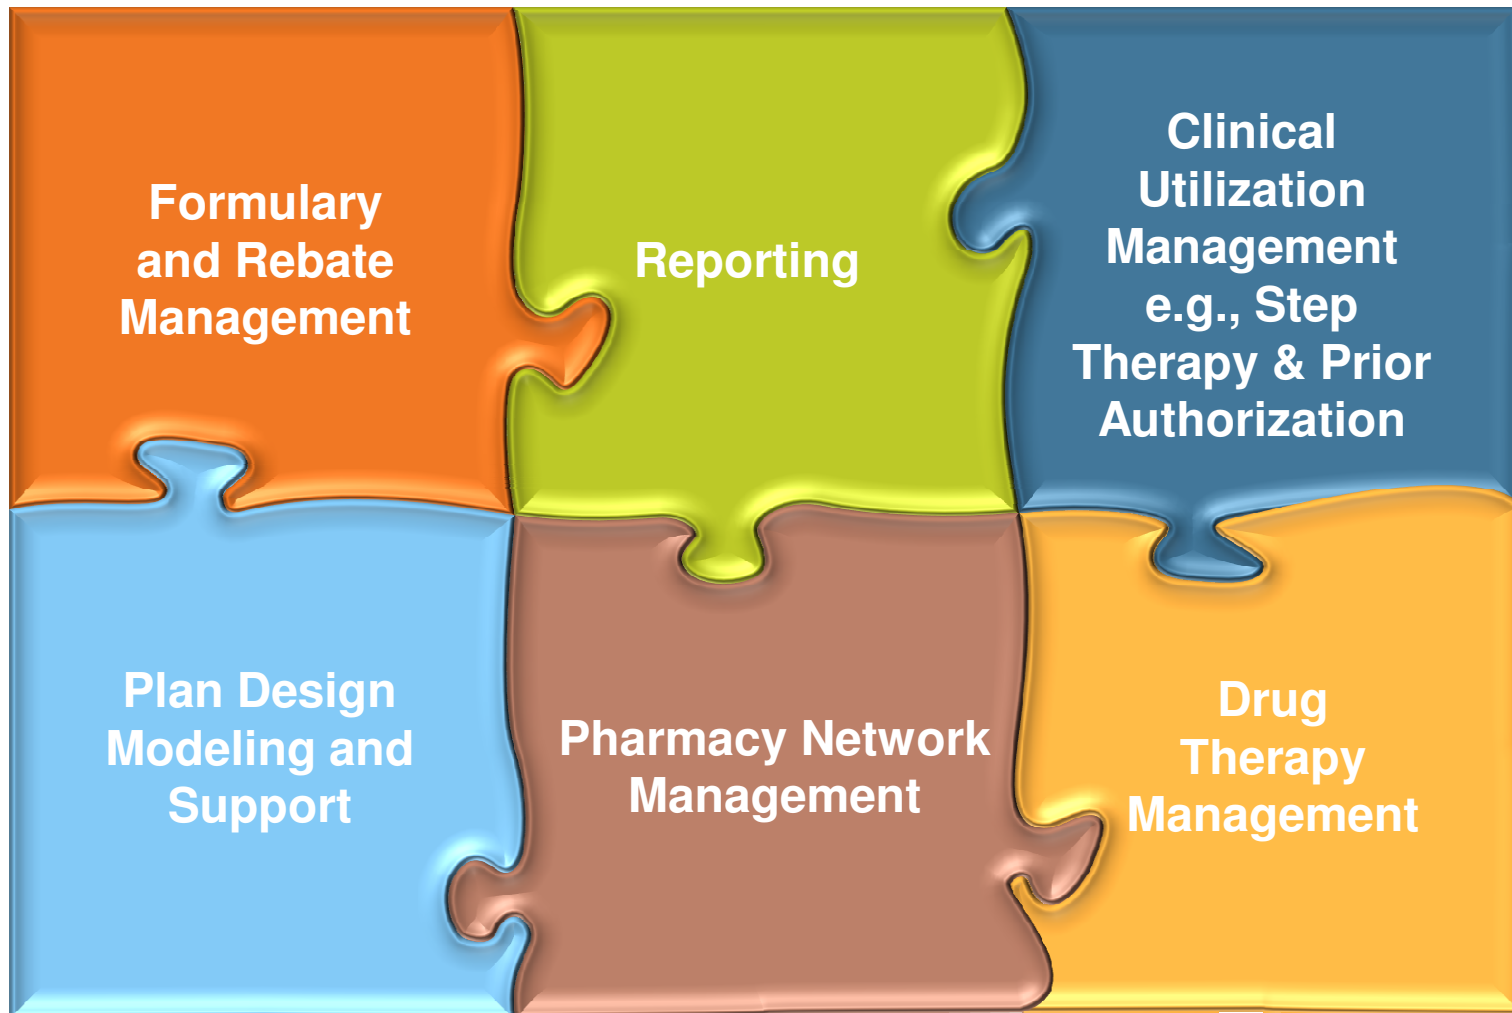 Formulary
and Rebate
Management
Reporting
Clinical
Utilization
Management
e.g., Step
Therapy & Prior
Authorization
Plan Design
Modeling and
Support
Pharmacy Network
Management
Drug
Therapy
Management